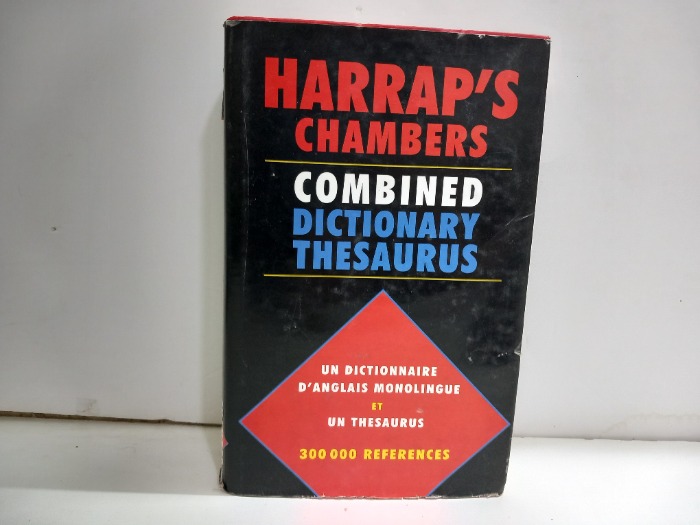 HARRAP'S
CHAMBERS
COMBINED
DICTIONARY
THESAURUS
UN DICTIONNAIRE
D'ANGLAIS MONOLINGUE
ET
UN THESAURUS
300 000 REFERENCES